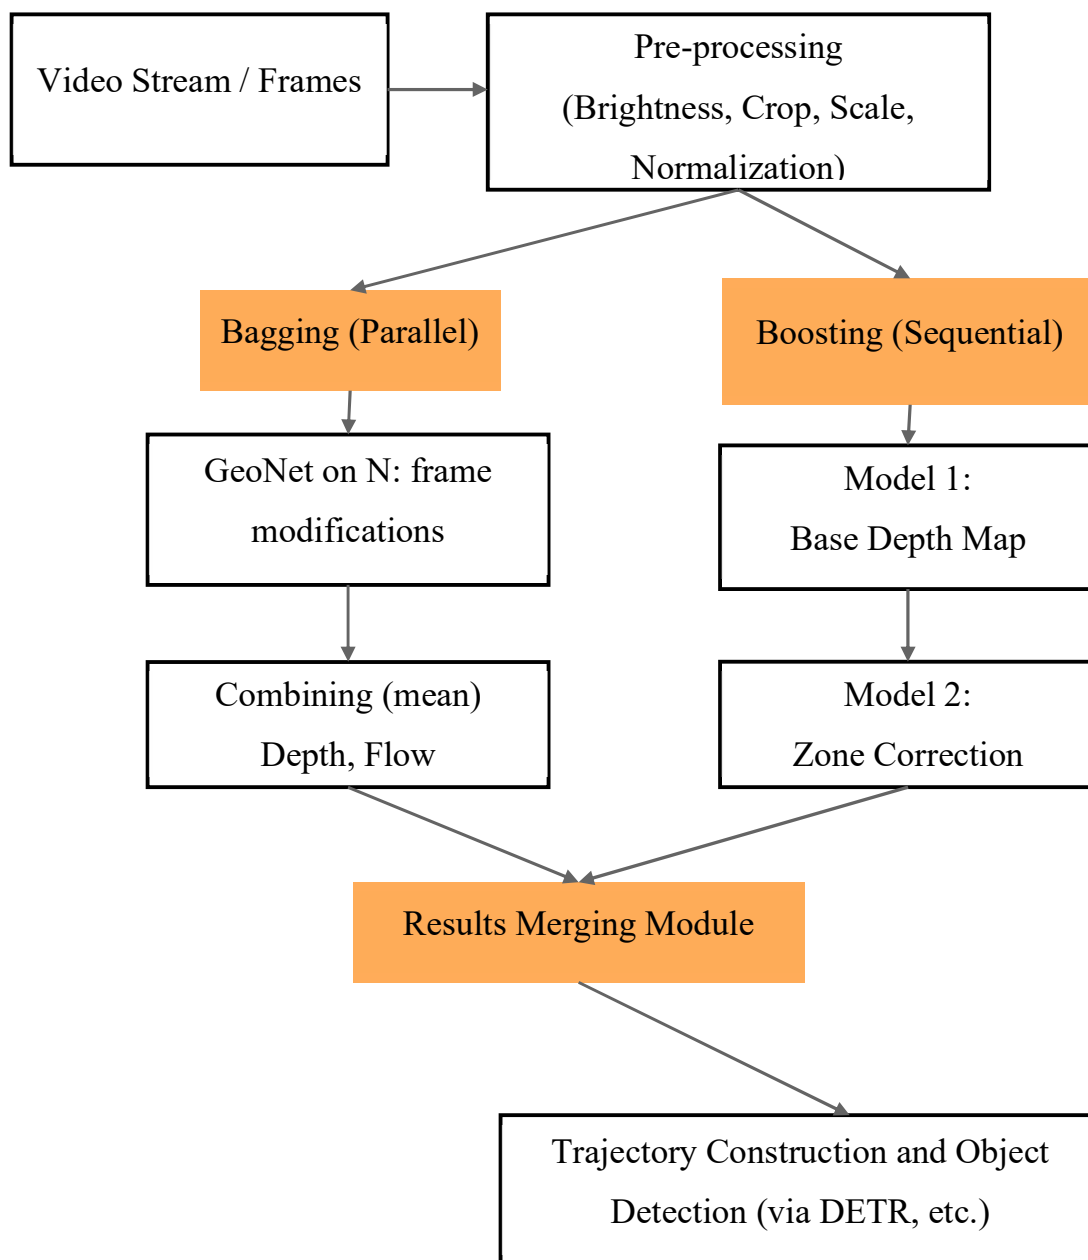 Video Stream / Frames
Pre-processing
(Brightness, Crop, Scale,
Normalization)
Bagging (Parallel)
Boosting (Sequential)
GeoNet on N: frame
modifications
Model 1:
Base Depth Map
Combining (mean)
Depth, Flow
Model 2:
Zone Correction
Results Merging Module
Trajectory Construction and Object
Detection (via DETR, etc.)